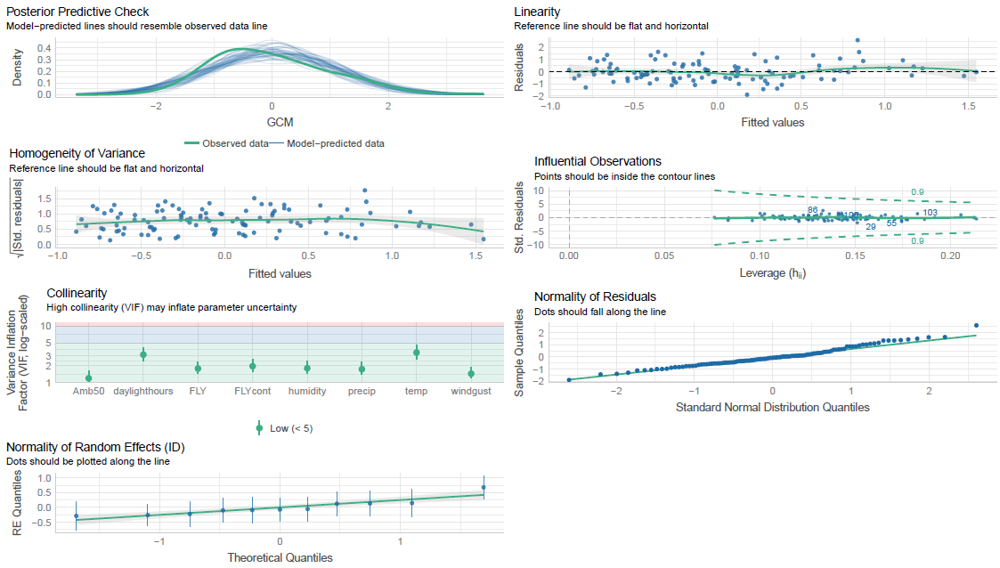 Posterior Predictive Check
Model−predicted lines should resemble observed data line
Density
0.4
0.3
0.2
0.1
0.0
−2
0
2
GCM
Observed data
Model−predicted data
Linearity
Reference line should be flat and horizontal
Residuals
2
1
0
−1
−2
−1.0
−0.5
0.0
0.5
1.0
1.5
Fitted values
Homogeneity of Variance
Reference line should be flat and horizontal
√|Std. residuals|
1.5
1.0
0.5
0.0
−1.0
−0.5
0.0
0.5
1.0
1.5
Fitted values
Influential Observations
Points should be inside the contour lines
Std. Residuals
10
5
0
−5
−10
0.9
86
103
29
55
0.9
0.00
0.05
0.10
0.15
0.20
Leverage (hii)
Collinearity
High collinearity (VIF) may inflate parameter uncertainty
Variance Inflation
Factor (VIF, log−scaled)
10
5
3
2
1
Amb50
daylighthours
FLY
FLYcont
humidity
precip
temp
windgust
Low (< 5)
Normality of Residuals
Dots should fall along the line
Sample Quantiles
2
1
0
−1
−2
−2
−1
0
1
2
Standard Normal Distribution Quantiles
Normality of Random Effects (ID)
Dots should be plotted along the line
RE Quantiles
1.0
0.5
0.0
−0.5
−1
0
1
Theoretical Quantiles